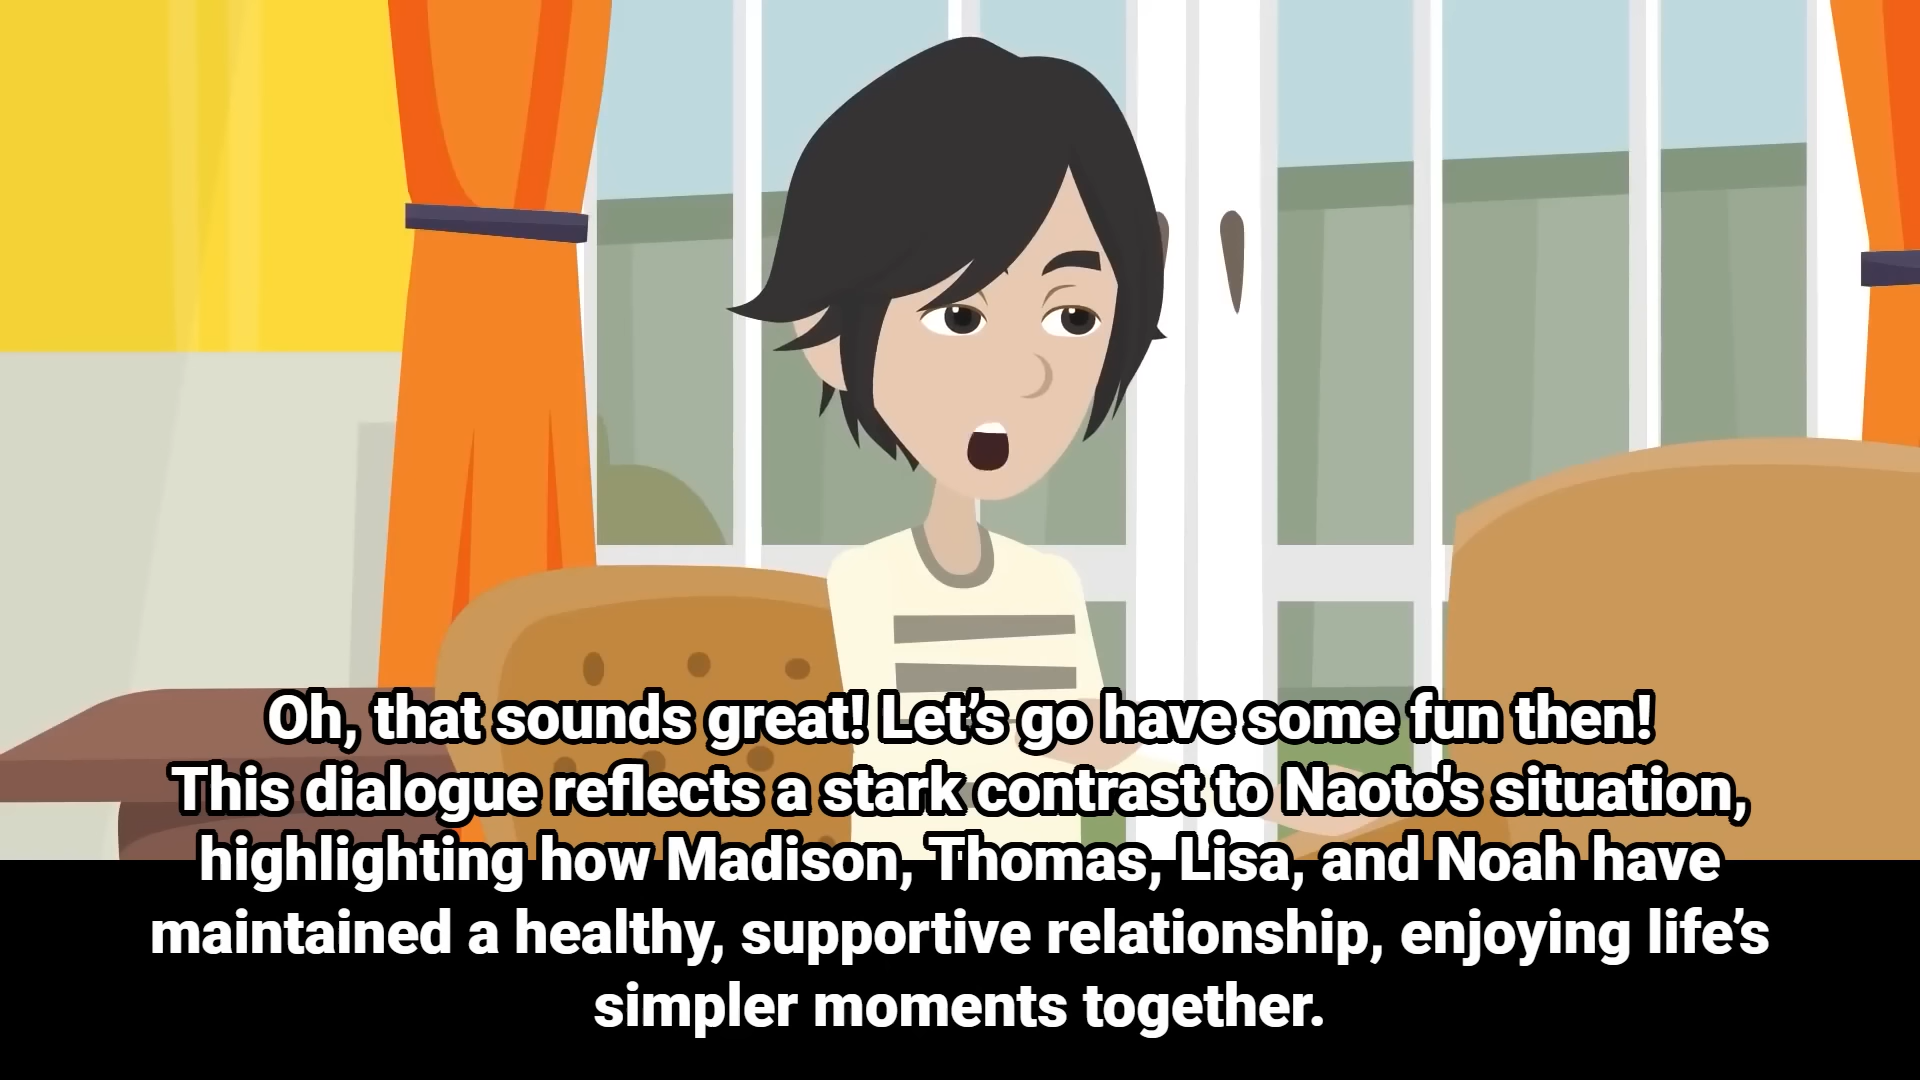 Oh, that sounds great! Let’s go have some fun then!
This dialogue reflects a stark contrast to Naoto's situation,
highlighting how Madison, Thomas, Lisa, and Noah have
maintained a healthy, supportive relationship, enjoying life’s
simpler moments together.